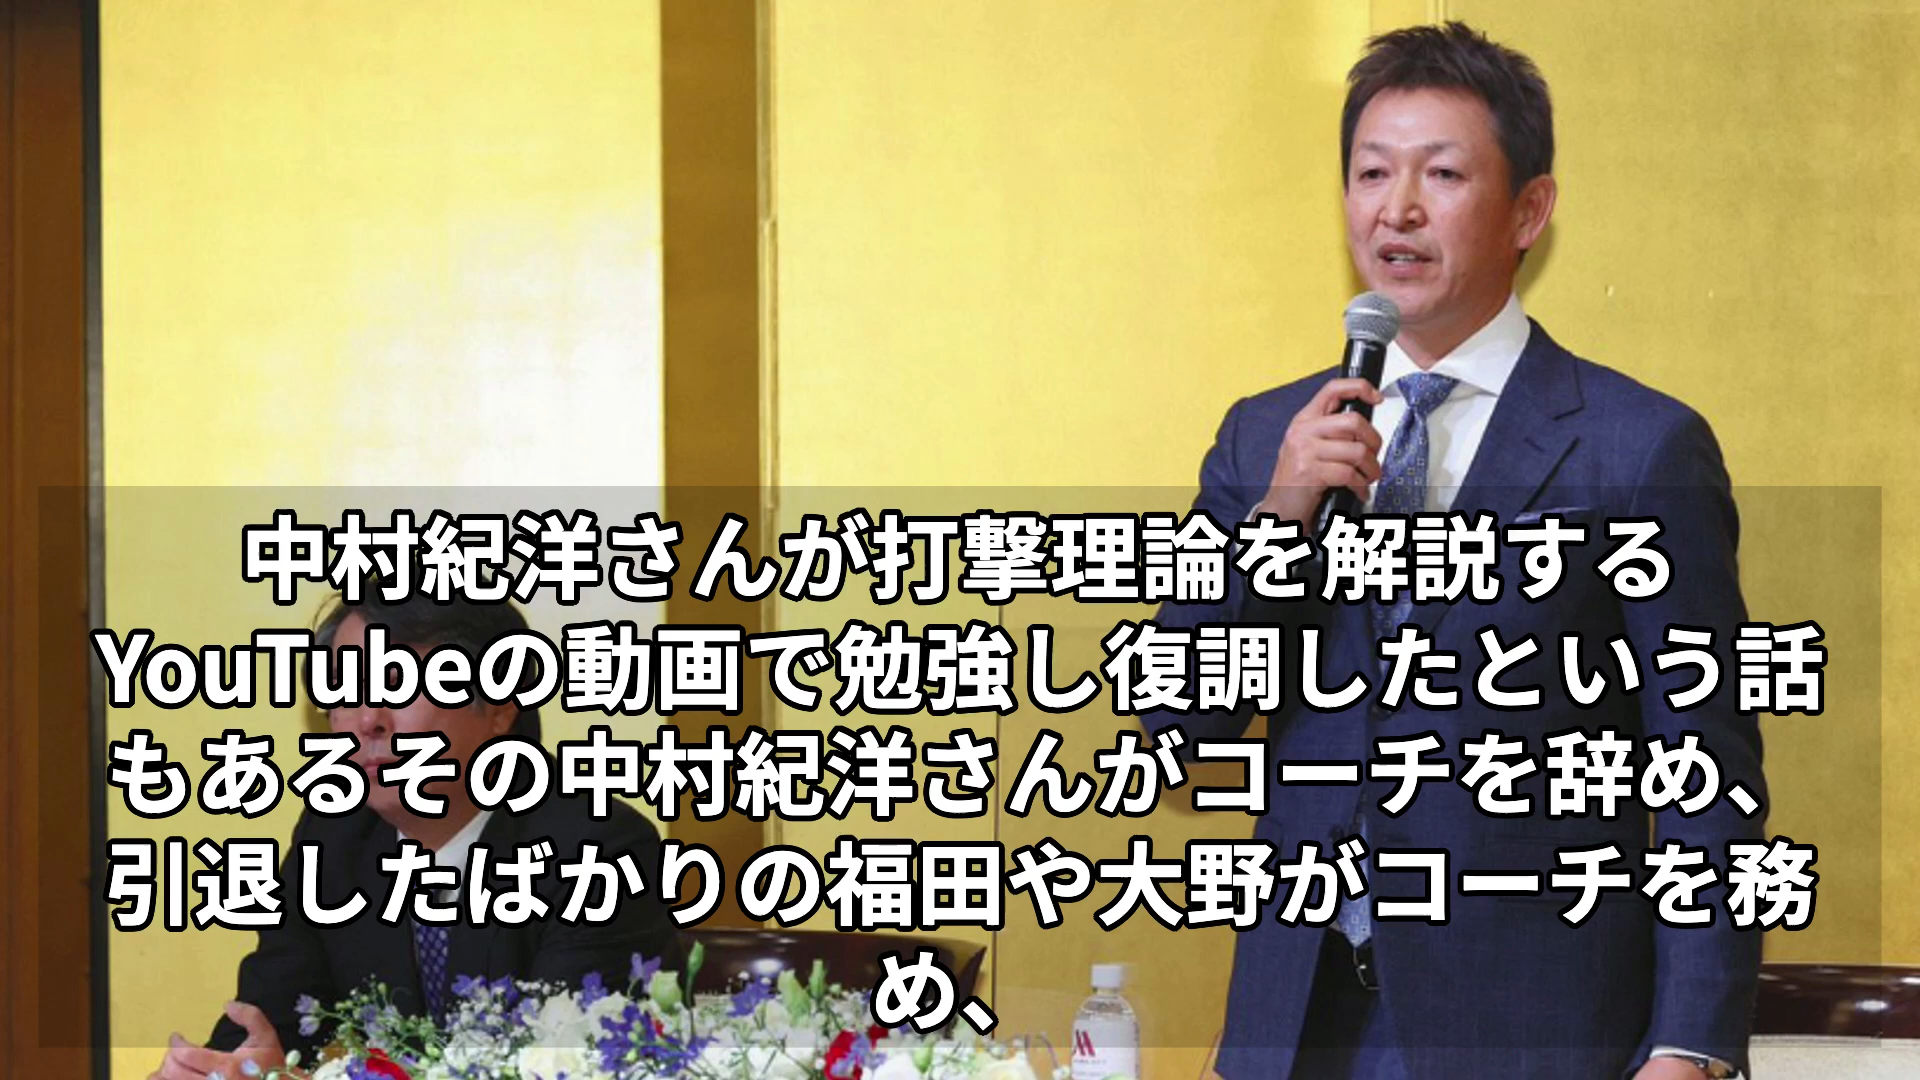 中村紀洋さんが打撃理論を解説する
YouTubeの動画で勉強し復調したという話
もあるその中村紀洋さんがコーチを辞め、
引退したばかりの福田や大野がコーチを務
め、